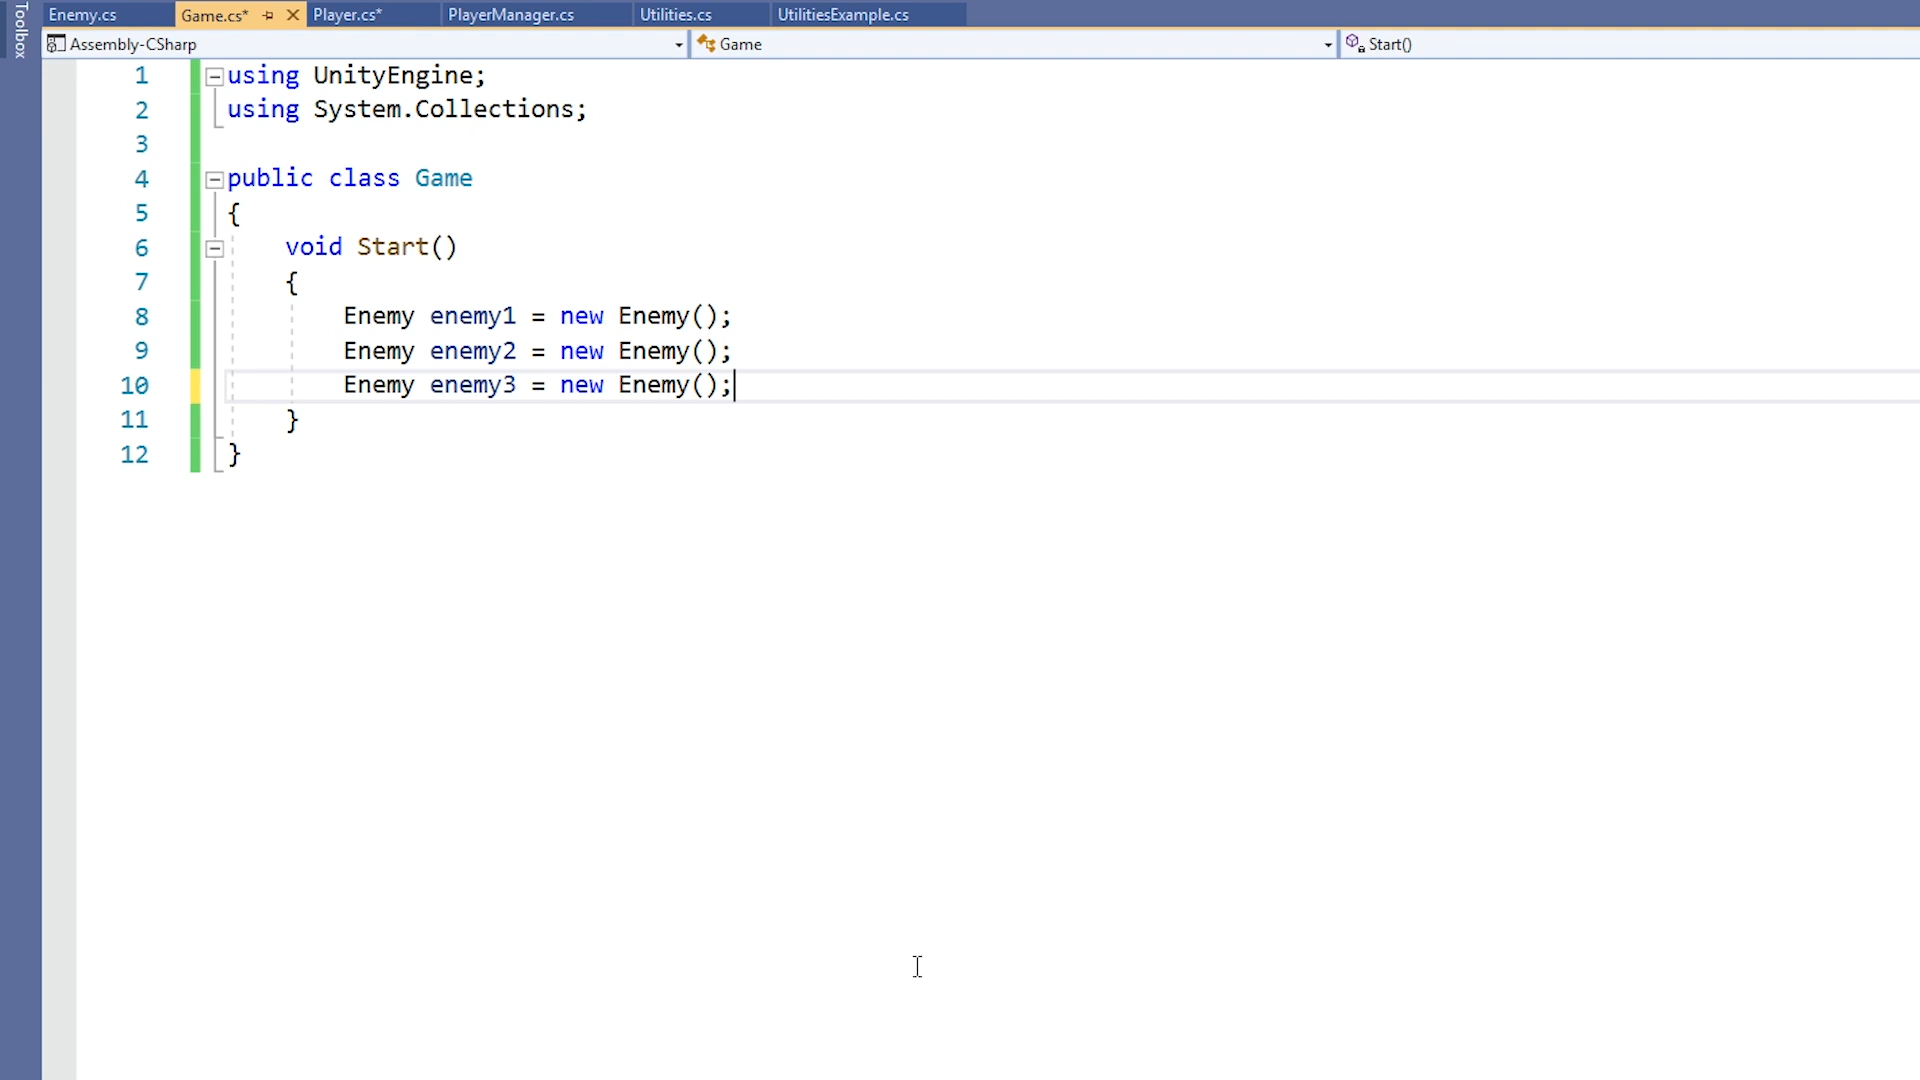 Toolbox
Enemy.cs Game.cs* Player.cs* PlayerManager.cs Utilities.cs UtilitiesExample.cs
Assembly-CSharp Game Start()
1 using UnityEngine;
2 using System.Collections;
3
4 public class Game
5 {
6 void Start()
7 {
8 Enemy enemy1 = new Enemy();
9 Enemy enemy2 = new Enemy();
10 Enemy enemy3 = new Enemy();
11 }
12 }